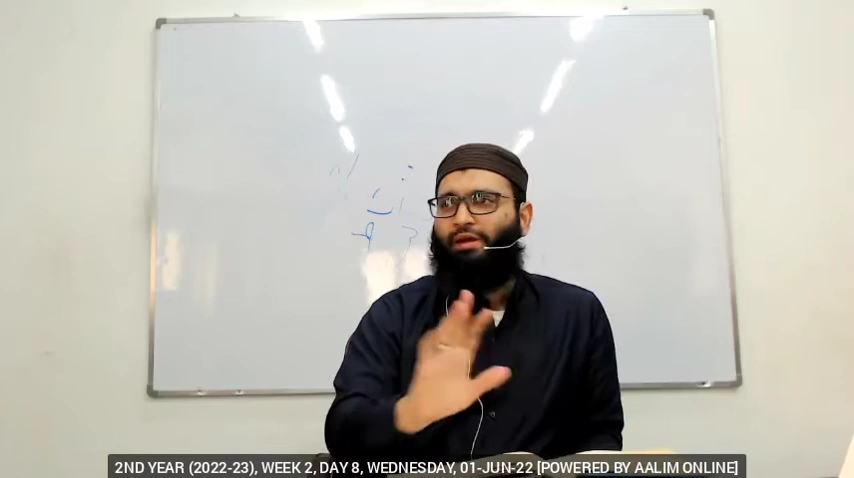 2ND YEAR (2022-23), WEEK 2, DAY 8, WEDNESDAY, 01-JUN-22 [POWERED BY AALIM ONLINE]